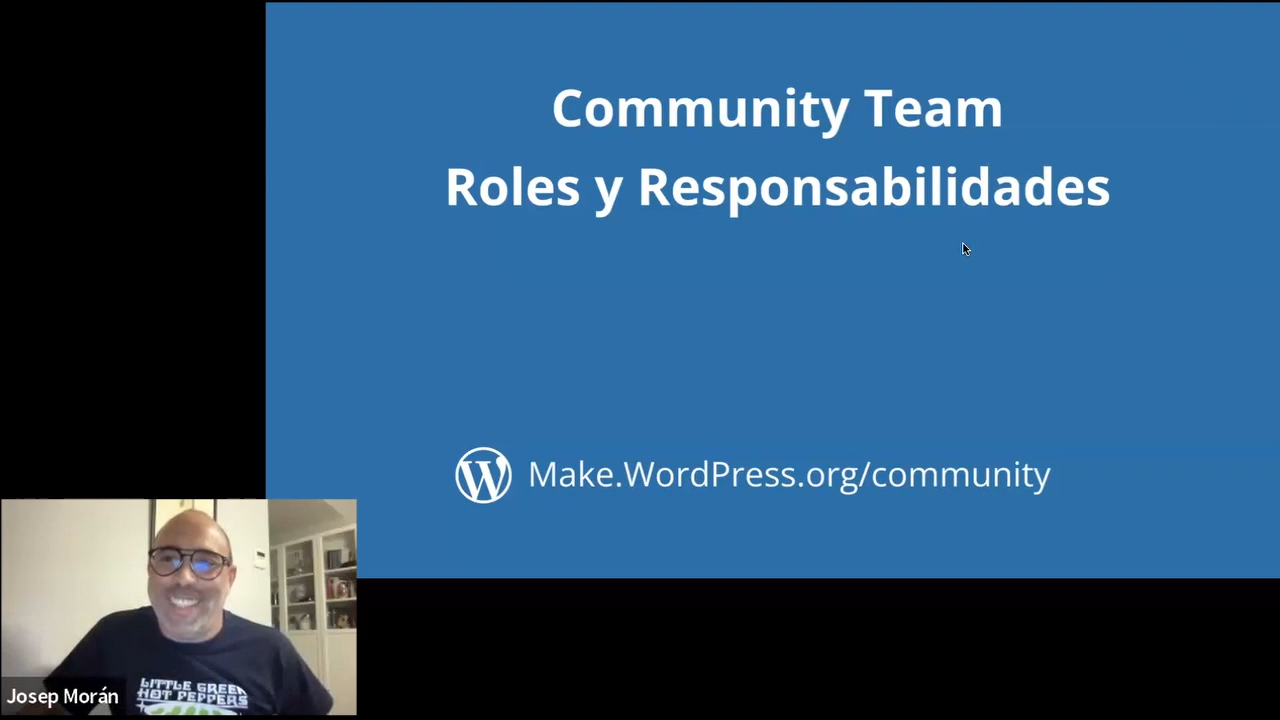 Community Team
Roles y Responsabilidades
Make.WordPress.org/community
Josep Morán
LITTLE GREEN
HOT PEPPERS